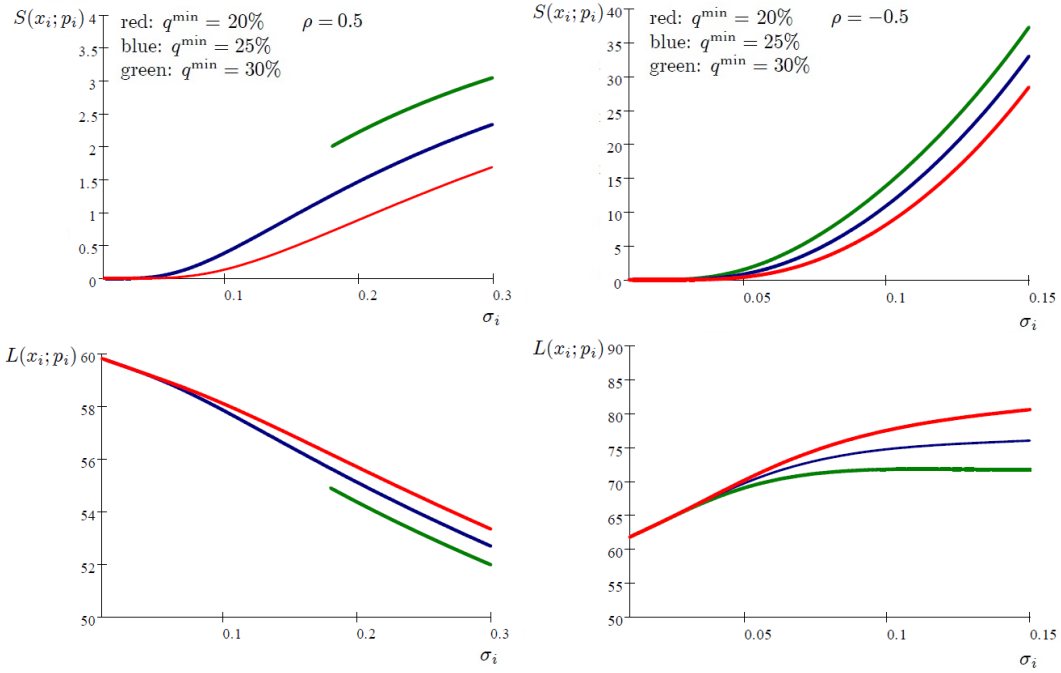 S(x_i; p_i)
red: q^min = 20% ρ = 0.5
blue: q^min = 25%
green: q^min = 30%
4
3.5
3
2.5
2
1.5
1
0.5
0
0.1 0.2 0.3
σ_i
S(x_i; p_i)
red: q^min = 20% ρ = −0.5
blue: q^min = 25%
green: q^min = 30%
40
35
30
25
20
15
10
5
0
0.05 0.1 0.15
σ_i
L(x_i; p_i)
60
58
56
54
52
50
0.1 0.2 0.3
σ_i
L(x_i; p_i)
90
85
80
75
70
65
60
55
50
0.05 0.1 0.15
σ_i